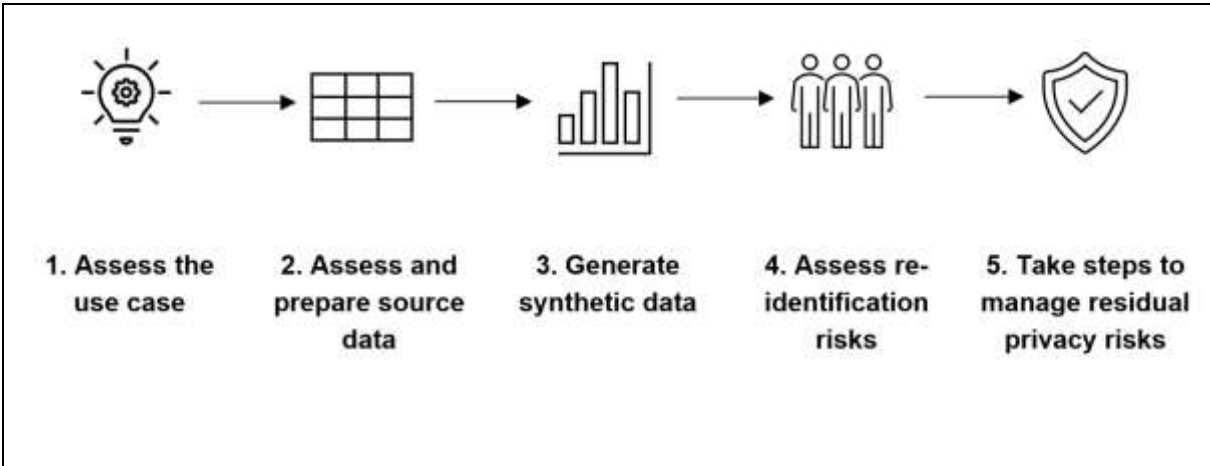 1. Assess the
use case
2. Assess and
prepare source
data
3. Generate
synthetic data
4. Assess re-
identification
risks
5. Take steps to
manage residual
privacy risks